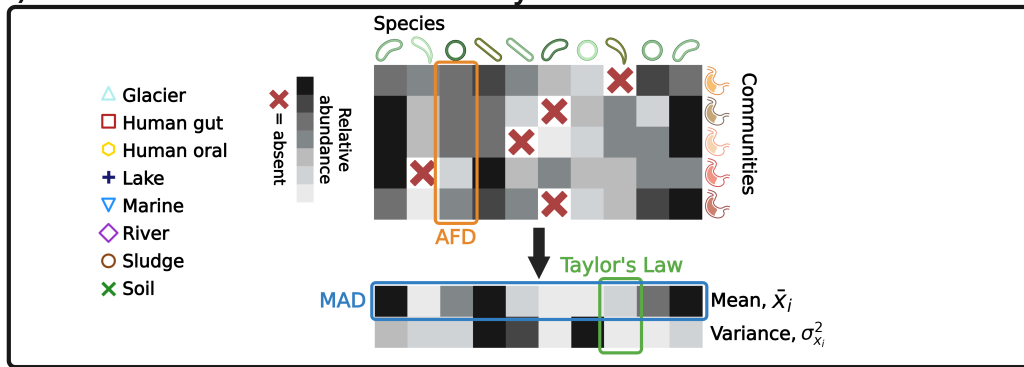 Species
Glacier
Human gut
Human oral
Lake
Marine
River
Sludge
Soil
= absent
Relative
abundance
Communities
AFD
Taylor's Law
MAD
Mean, x̄ᵢ
Variance, σ²ₓᵢ